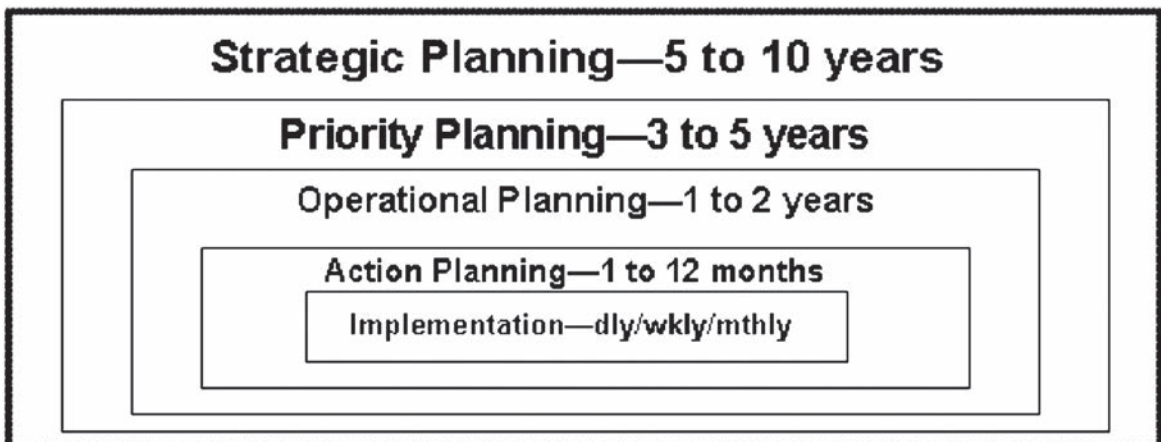 Strategic Planning—5 to 10 years
Priority Planning—3 to 5 years
Operational Planning—1 to 2 years
Action Planning—1 to 12 months
Implementation—dly/wkly/mthly